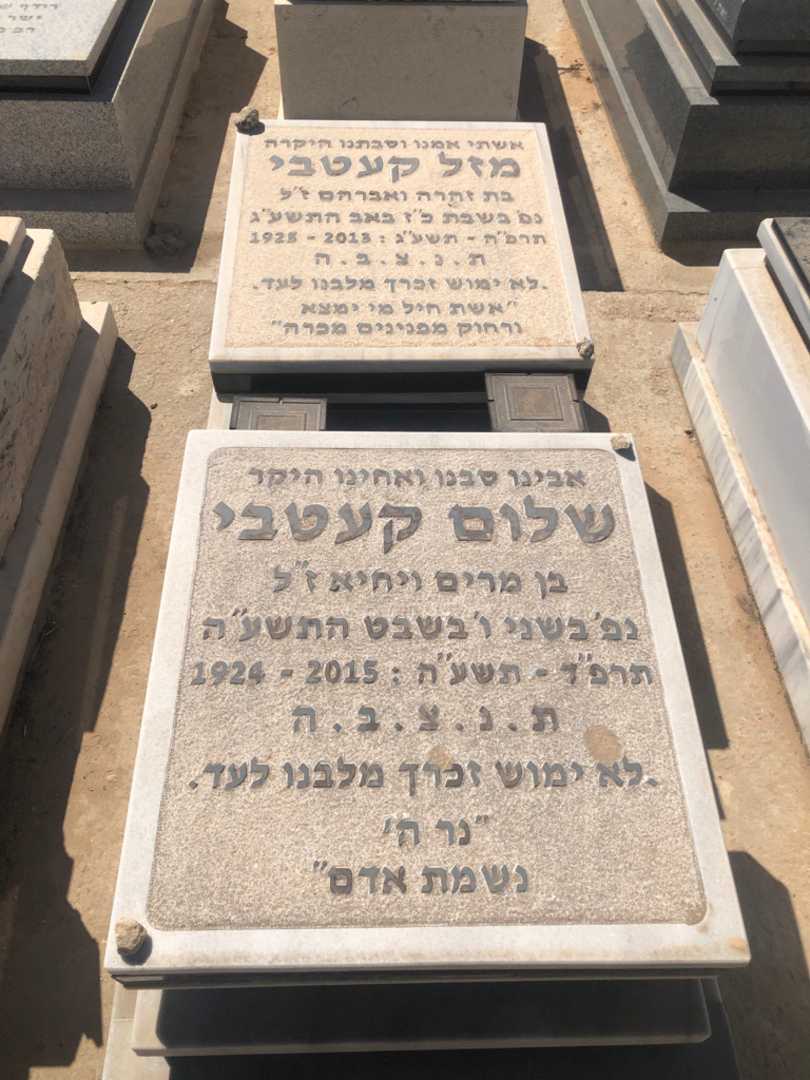 אשתי אמנו וסבתנו היקרה
מזל קעטבי
בת זהרה ואברהם ז"ל
נפ' בשבת כ"ז באב התשע"ג
תרפ"ה - תשע"ג : 2013 - 1925
ת . נ . צ . ב . ה
.לא ימוש זכרך מלבנו לעד.
"אשת חיל מי ימצא
ורחוק מפנינים מכרה"
אבינו סבנו ואחינו היקר
שלום קעטבי
בן מרים ויחיא ז"ל
נפ' בשני ו' בשבט התשע"ה
תרפ"ד - תשע"ה : 2015 - 1924
ת . נ . צ . ב . ה
.לא ימוש זכרך מלבנו לעד.
"נר ה'
נשמת אדם"